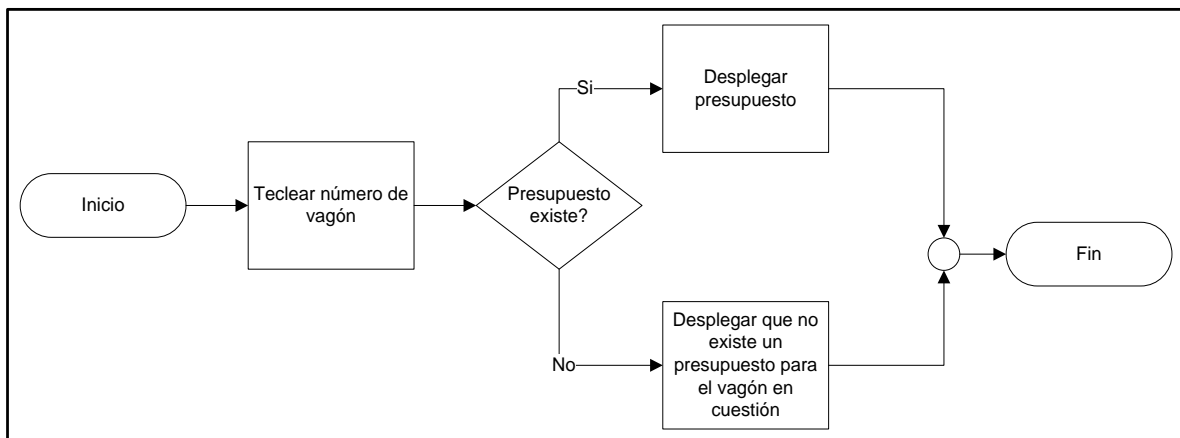 Inicio
Teclear número de
vagón
Presupuesto
existe?
Si
Desplegar
presupuesto
No
Desplegar que no
existe un
presupuesto para
el vagón en
cuestión
Fin